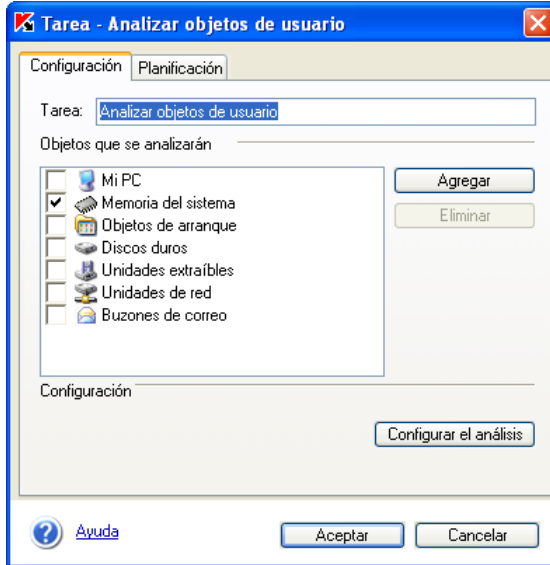 Tarea - Analizar objetos de usuario
Configuración Planificación
Tarea: Analizar objetos de usuario
Objetos que se analizarán
Mi PC
Memoria del sistema
Objetos de arranque
Discos duros
Unidades extraíbles
Unidades de red
Buzones de correo
Agregar
Eliminar
Configuración
Configurar el análisis
Ayuda
Aceptar
Cancelar